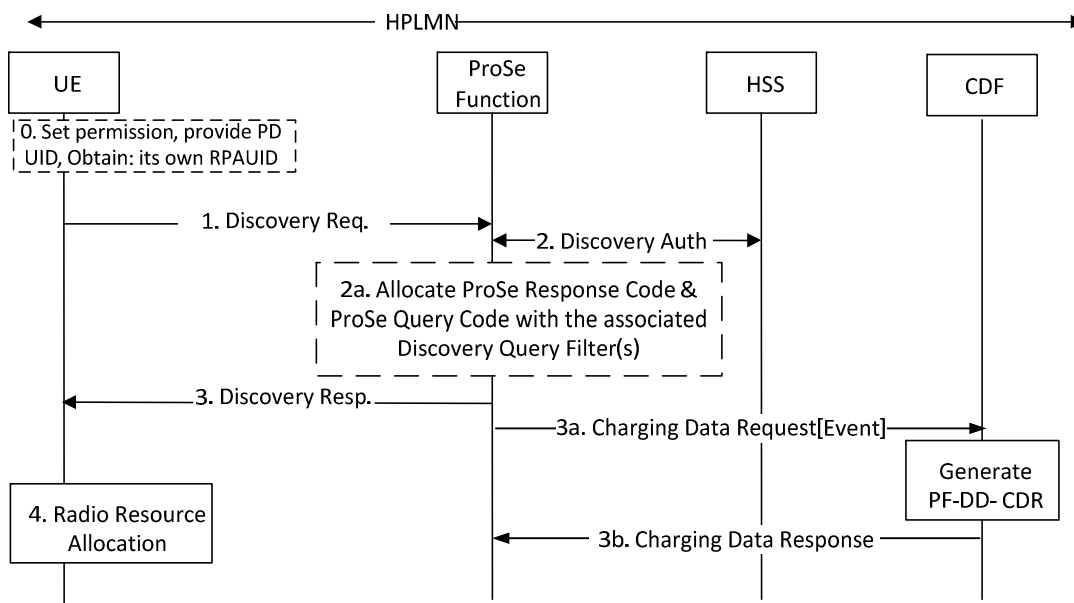 HPLMN
UE
ProSe
Function
HSS
CDF
0. Set permission, provide PD
UID, Obtain: its own RPAUID
1. Discovery Req.
2. Discovery Auth
2a. Allocate ProSe Response Code &
ProSe Query Code with the associated
Discovery Query Filter(s)
3. Discovery Resp.
3a. Charging Data Request[Event]
Generate
PF-DD- CDR
4. Radio Resource
Allocation
3b. Charging Data Response